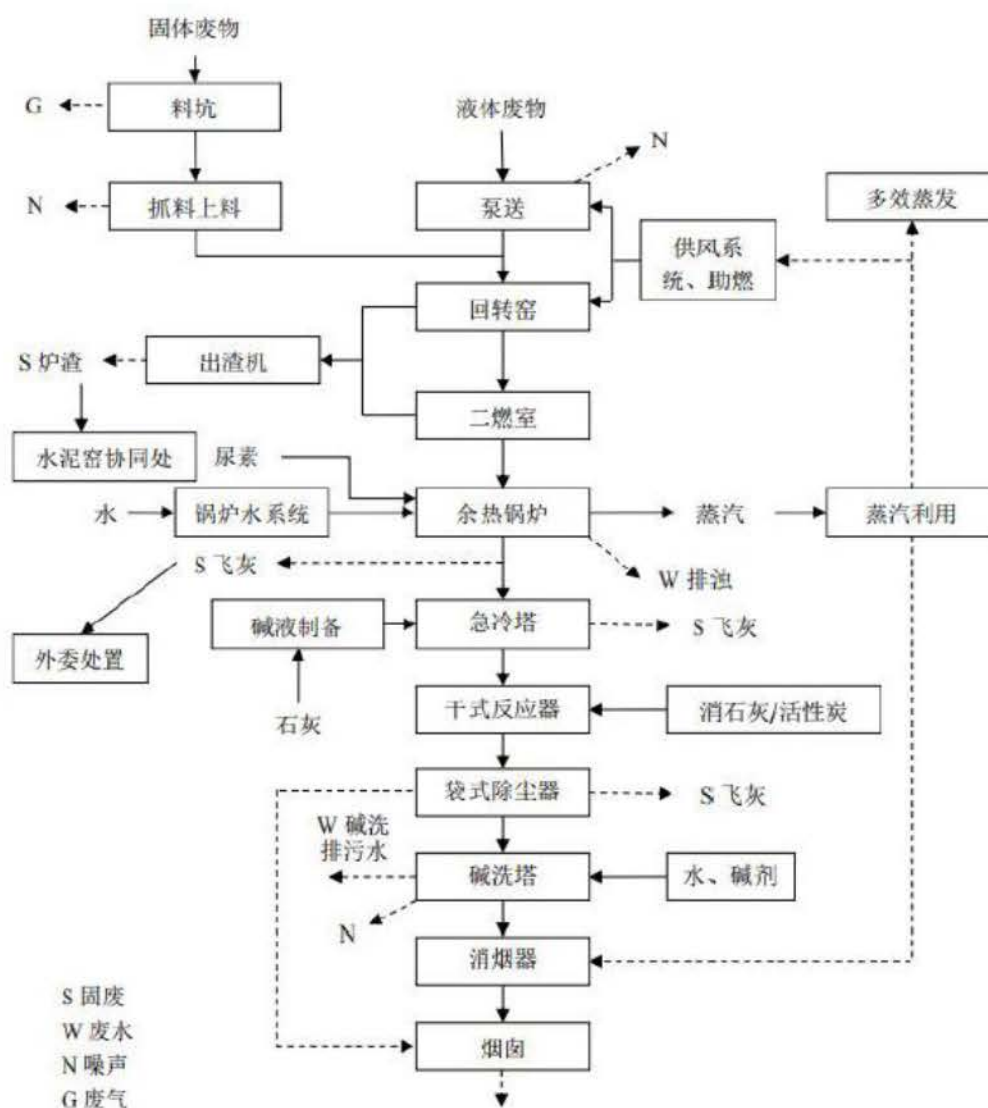 固体废物
G
料坑
液体废物
N
N
抓料上料
泵送
多效蒸发
供风系
统、助燃
回转窑
S 炉渣
出渣机
二燃室
水泥窑协同处
尿素
水
锅炉水系统
余热锅炉
蒸汽
蒸汽利用
S 飞灰
W 排浊
碱液制备
急冷塔
S 飞灰
外委处置
石灰
干式反应器
消石灰/活性炭
袋式除尘器
S 飞灰
W 碱洗
排污水
碱洗塔
水、碱剂
N
消烟器
S 固废
W 废水
烟囱
N 噪声
G 废气